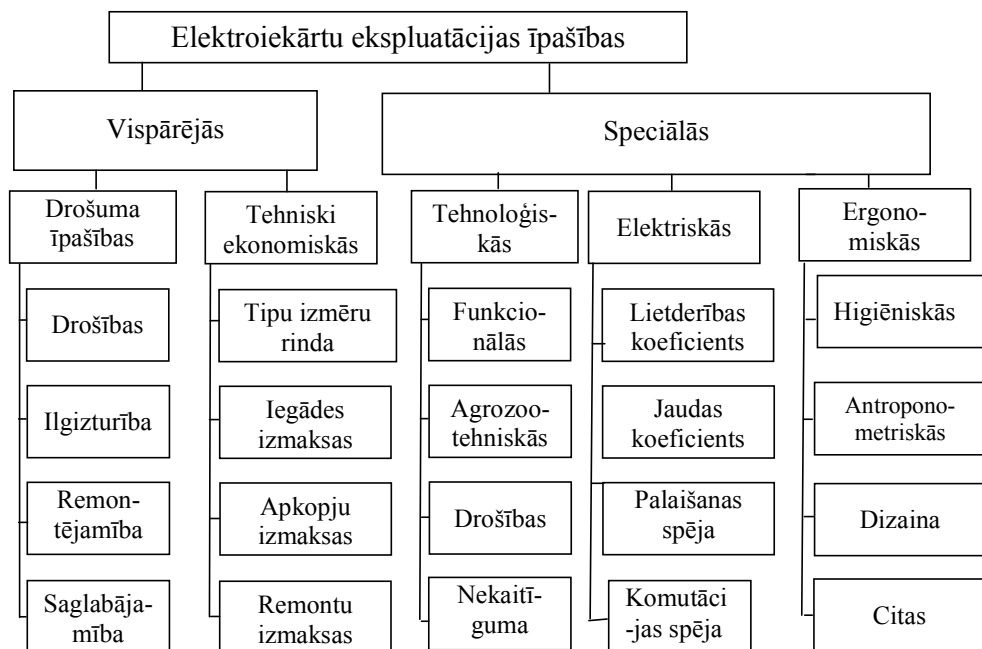 Elektroiekārtu ekspluatācijas īpašības
Vispārējās
Speciālās
Drošuma
īpašības
Tehniski
ekonomiskās
Tehnoloģis-
kās
Elektriskās
Ergono-
miskās
Drošības
Ilgizturība
Remon-
tējamība
Saglabāja-
mība
Tipu izmēru
rinda
Iegādes
izmaksas
Apkopju
izmaksas
Remontu
izmaksas
Funkcio-
nālās
Agrozoo-
tehniskās
Drošības
Nekaitī-
guma
Lietderības
koeficients
Jaudas
koeficients
Palaišanas
spēja
Komutāci
-jas spēja
Higiēniskās
Antropono-
metriskās
Dizaina
Citas